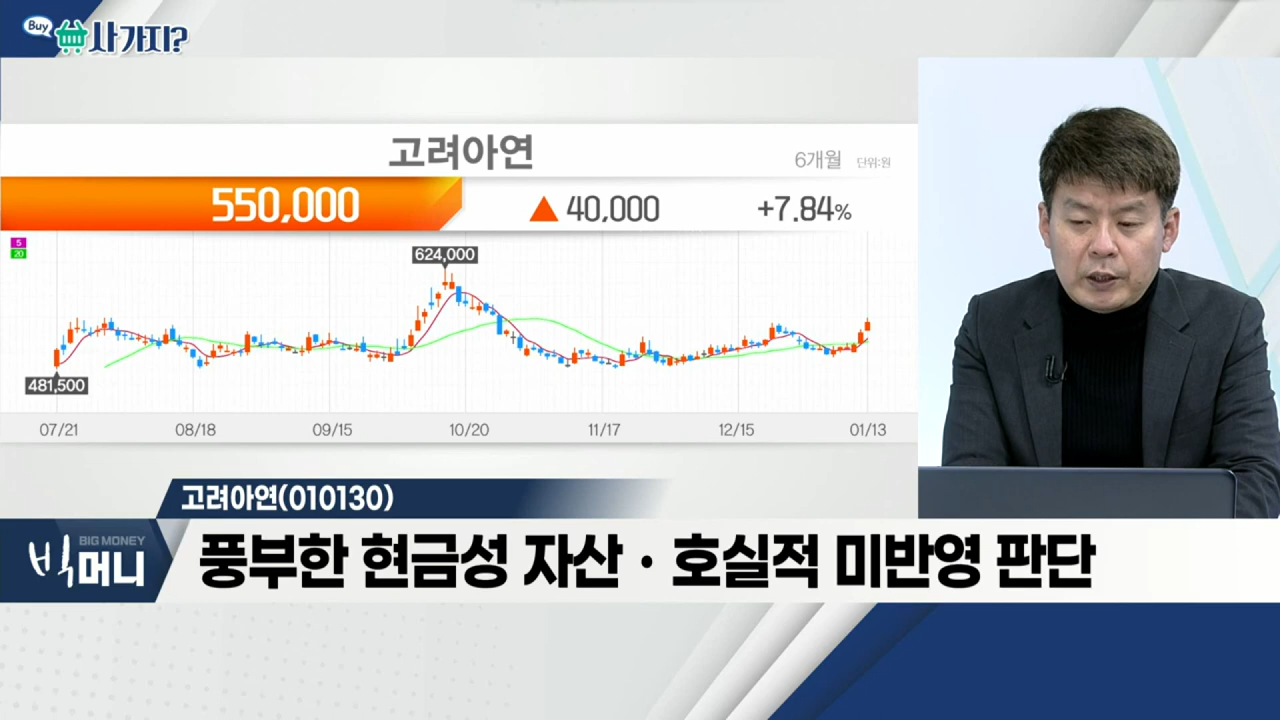 Buy
사가지?
고려아연
6개월 단위:원
550,000 ▲ 40,000 +7.84%
5
20
624,000
481,500
07/21 08/18 09/15 10/20 11/17 12/15 01/13
고려아연(010130)
BIG MONEY
빅머니
풍부한 현금성 자산·호실적 미반영 판단